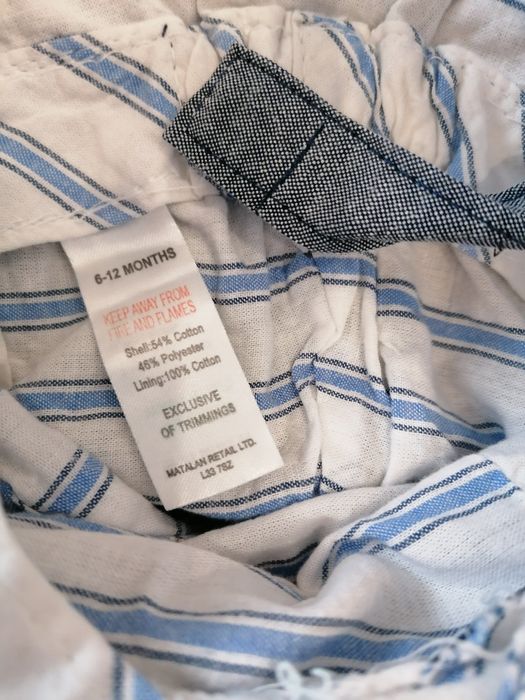 6-12 MONTHS
KEEP AWAY FROM
FIRE AND FLAMES
Shell:54% Cotton
46% Polyester
Lining:100% Cotton
EXCLUSIVE
OF TRIMMINGS
MATALAN RETAIL LTD.
L33 7SZ